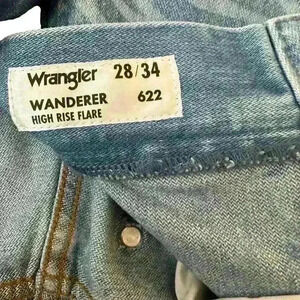 Wrangler 28/34
WANDERER 622
HIGH RISE FLARE